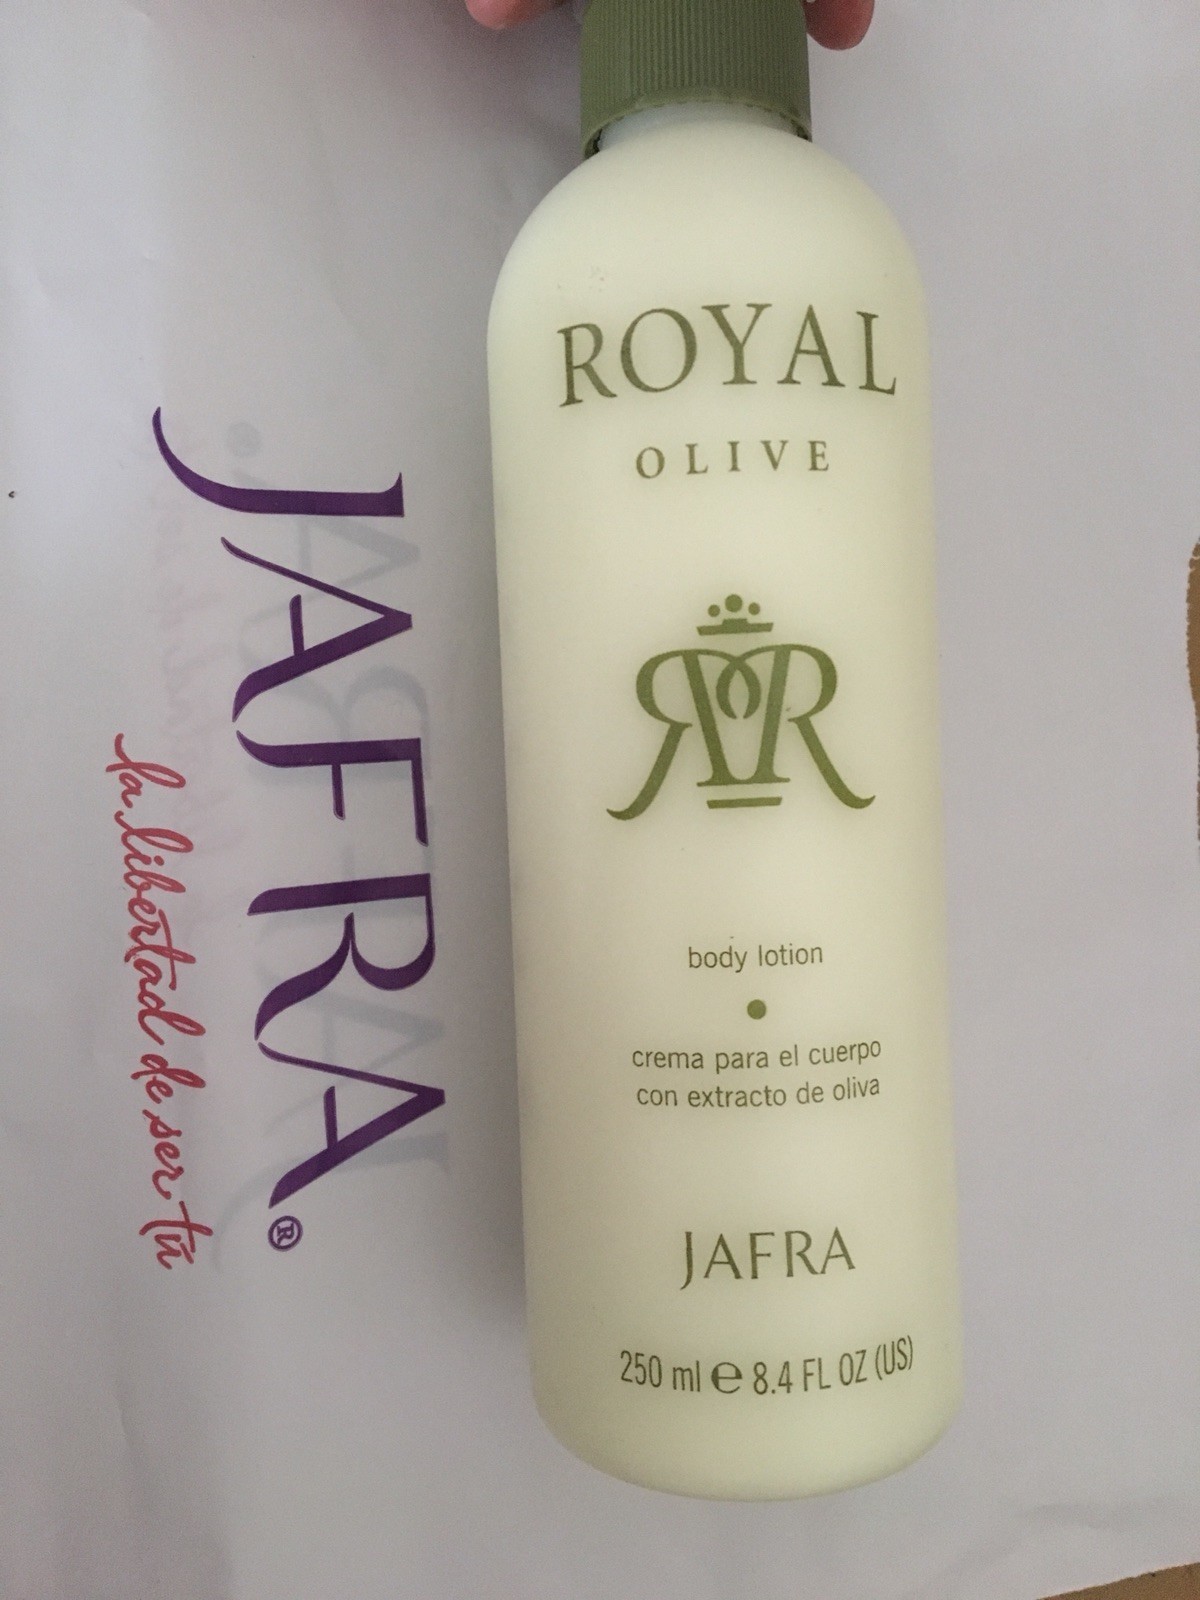 JAFRA®
la libertad de ser tú
ROYAL
OLIVE
RR
body lotion
crema para el cuerpo
con extracto de oliva
JAFRA
250 ml e 8.4 FL OZ (US)